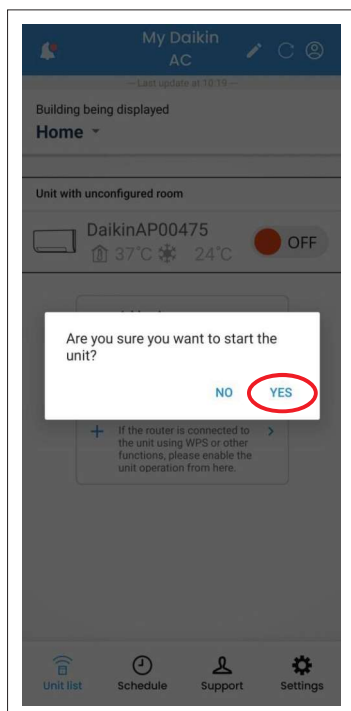 My Daikin
AC
— Last update at 10:19 —
Building being displayed
Home
Unit with unconfigured room
DaikinAP00475
37°C 24°C
OFF
Are you sure you want to start the
unit?
NO YES
If the router is connected to
the unit using WPS or other
functions, please enable the
unit operation from here.
Unit list Schedule Support Settings